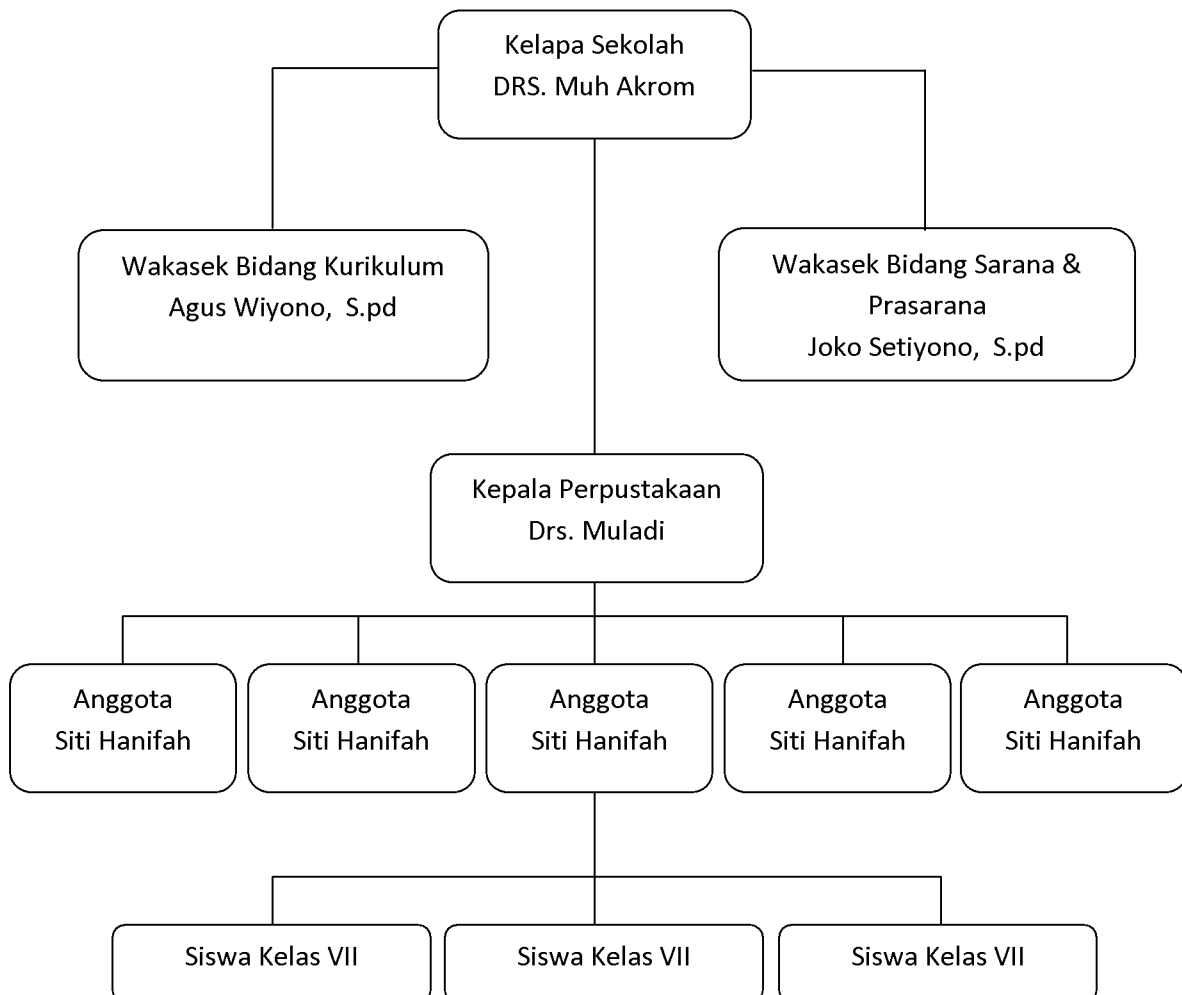 Kelapa Sekolah
DRS. Muh Akrom
Wakasek Bidang Kurikulum
Agus Wiyono, S.pd
Wakasek Bidang Sarana &
Prasarana
Joko Setiyono, S.pd
Kepala Perpustakaan
Drs. Muladi
Anggota
Siti Hanifah
Anggota
Siti Hanifah
Anggota
Siti Hanifah
Anggota
Siti Hanifah
Anggota
Siti Hanifah
Siswa Kelas VII
Siswa Kelas VII
Siswa Kelas VII